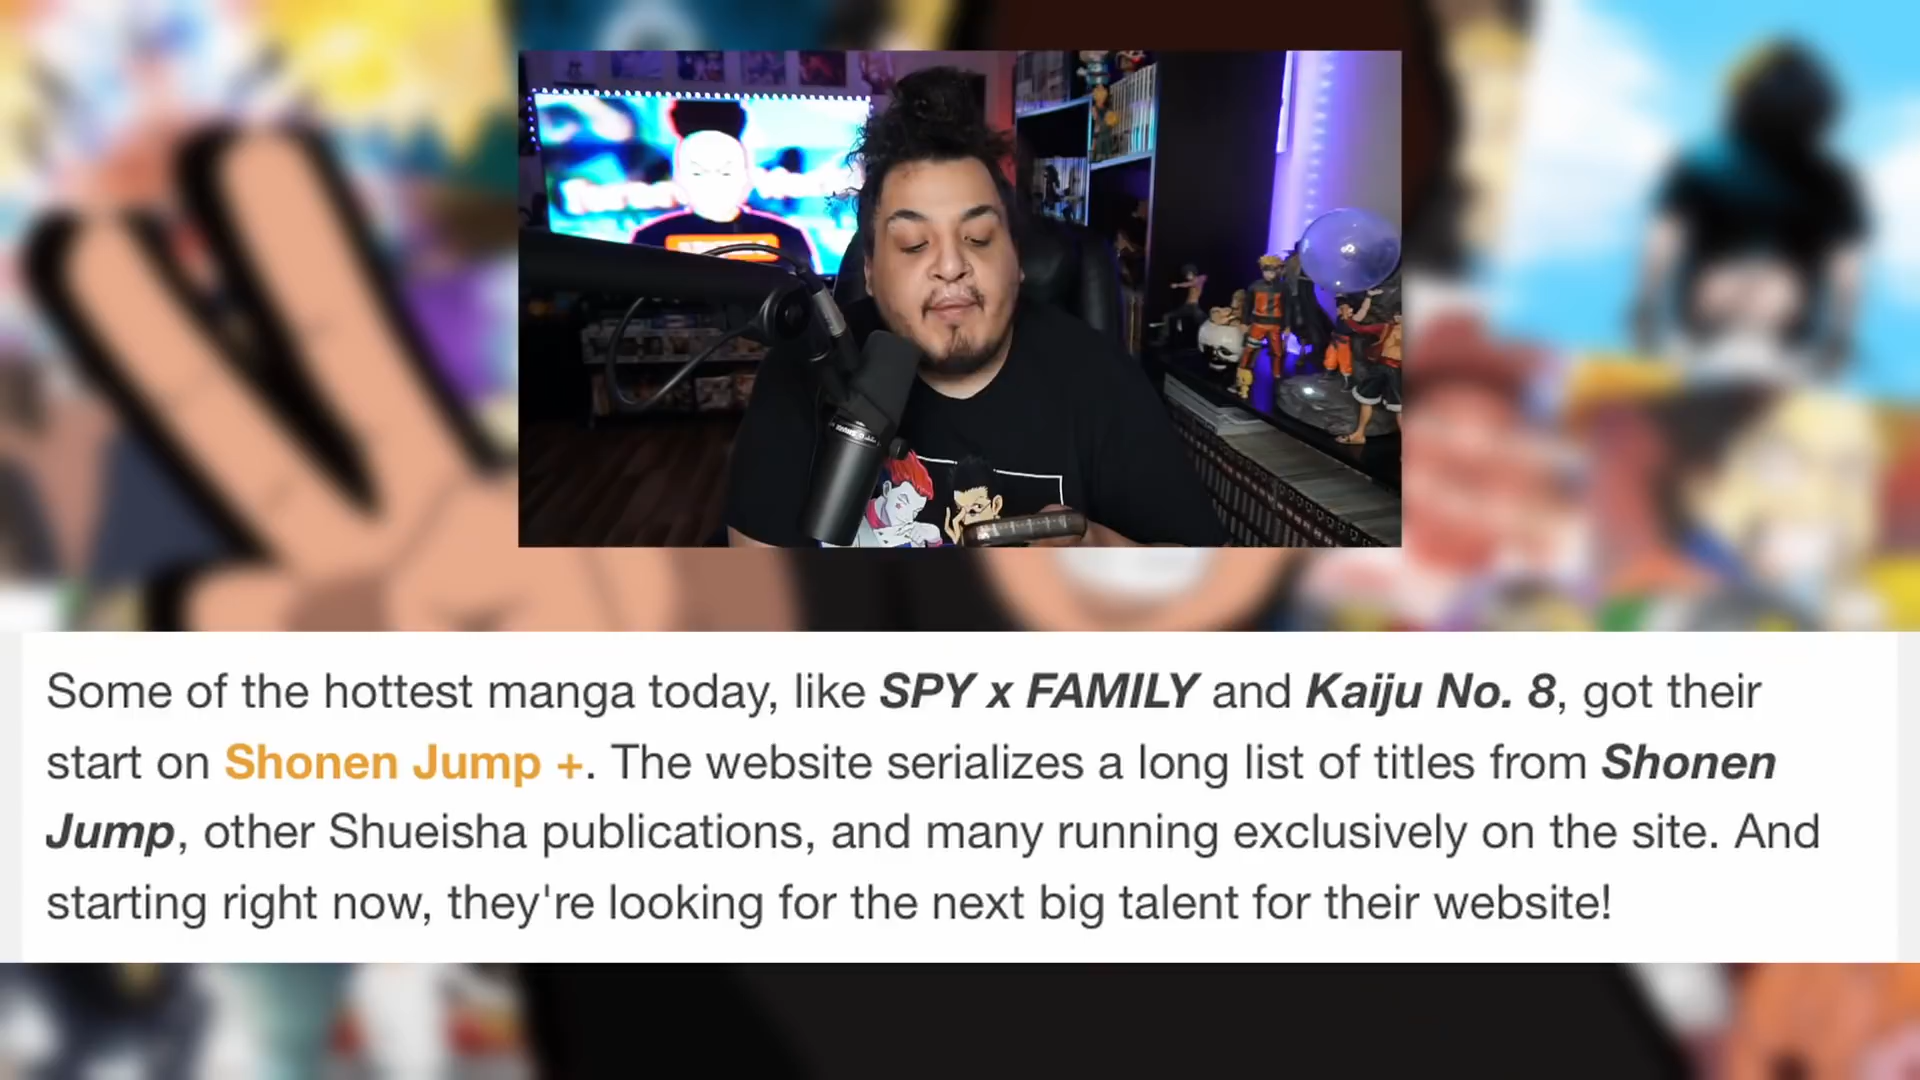 Some of the hottest manga today, like SPY x FAMILY and Kaiju No. 8, got their
start on Shonen Jump +. The website serializes a long list of titles from Shonen
Jump, other Shueisha publications, and many running exclusively on the site. And
starting right now, they're looking for the next big talent for their website!